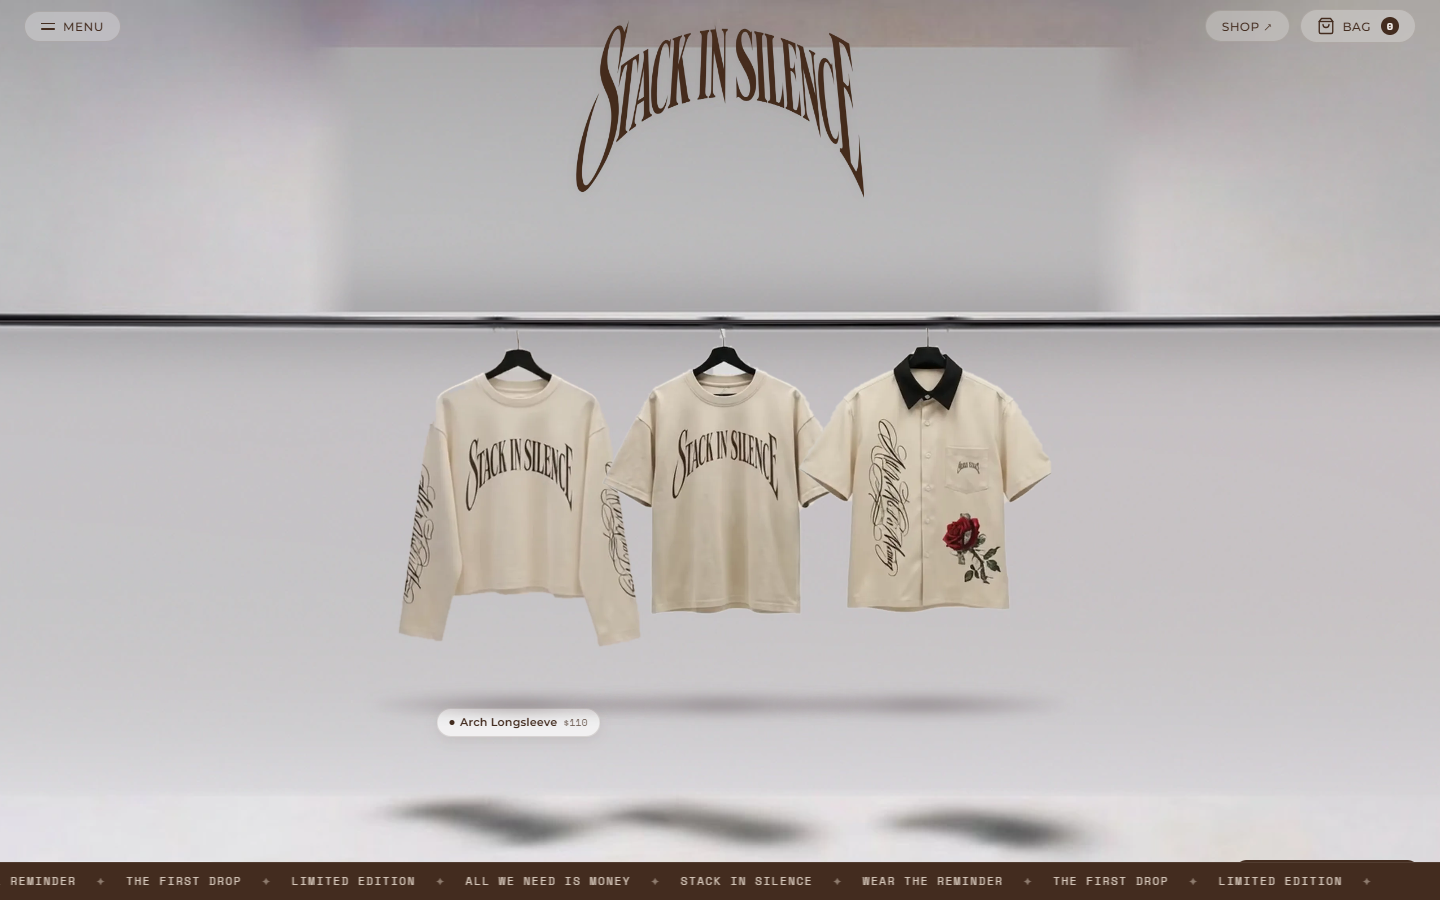 MENU
STACK IN SILENCE
SHOP ↗
BAG 0
STACK IN SILENCE
STACK IN SILENCE
Arch Longsleeve $110
REMINDER ✦ THE FIRST DROP ✦ LIMITED EDITION ✦ ALL WE NEED IS MONEY ✦ STACK IN SILENCE ✦ WEAR THE REMINDER ✦ THE FIRST DROP ✦ LIMITED EDITION ✦